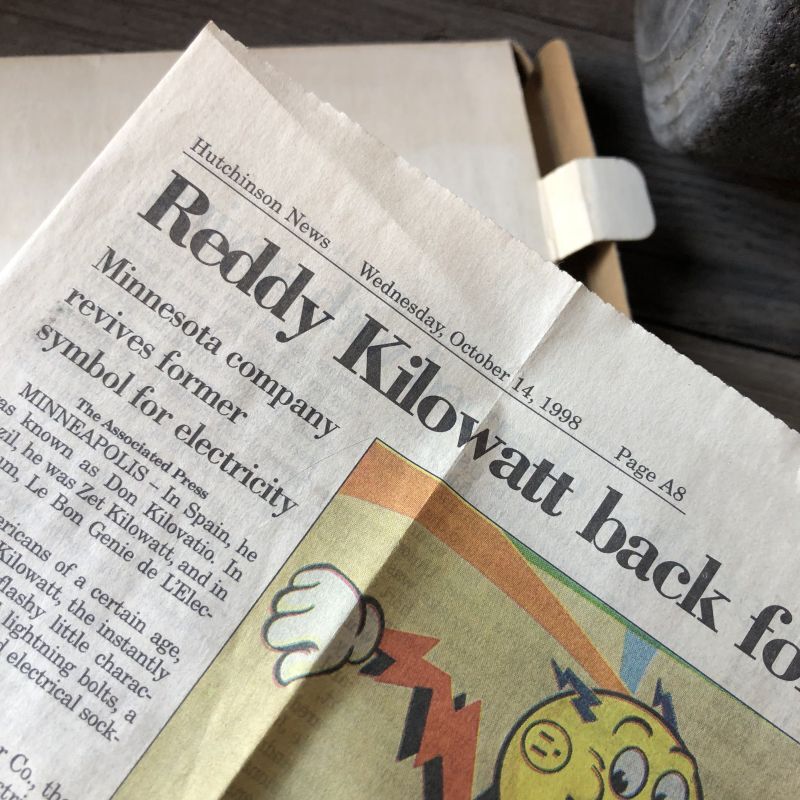 Hutchinson News Wednesday, October 14, 1998 Page A8
Reddy Kilowatt back fo
Minnesota company
revives former
symbol for electricity
The Associated Press
MINNEAPOLIS – In Spain, he
as known as Don Kilovatio. In
zil, he was Zet Kilowatt, and in
um, Le Bon Genie de L'Elec-
ericans of a certain age,
Kilowatt, the instantly
flashy little charac-
lightning bolts, a
d electrical sock-
r Co., the